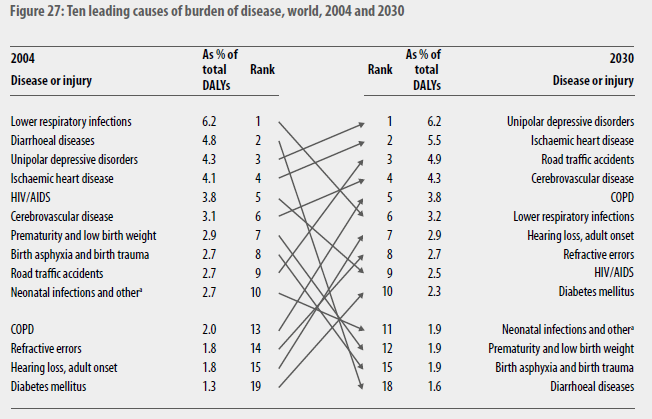 Figure 27: Ten leading causes of burden of disease, world, 2004 and 2030
2004 Disease or injury As % of total DALYs Rank Rank As % of total DALYs 2030 Disease or injury
Lower respiratory infections 6.2 1 1 6.2 Unipolar depressive disorders
Diarrhoeal diseases 4.8 2 2 5.5 Ischaemic heart disease
Unipolar depressive disorders 4.3 3 3 4.9 Road traffic accidents
Ischaemic heart disease 4.1 4 4 4.3 Cerebrovascular disease
HIV/AIDS 3.8 5 5 3.8 COPD
Cerebrovascular disease 3.1 6 6 3.2 Lower respiratory infections
Prematurity and low birth weight 2.9 7 7 2.9 Hearing loss, adult onset
Birth asphyxia and birth trauma 2.7 8 8 2.7 Refractive errors
Road traffic accidents 2.7 9 9 2.5 HIV/AIDS
Neonatal infections and otherᵃ 2.7 10 10 2.3 Diabetes mellitus
COPD 2.0 13 11 1.9 Neonatal infections and otherᵃ
Refractive errors 1.8 14 12 1.9 Prematurity and low birth weight
Hearing loss, adult onset 1.8 15 15 1.9 Birth asphyxia and birth trauma
Diabetes mellitus 1.3 19 18 1.6 Diarrhoeal diseases